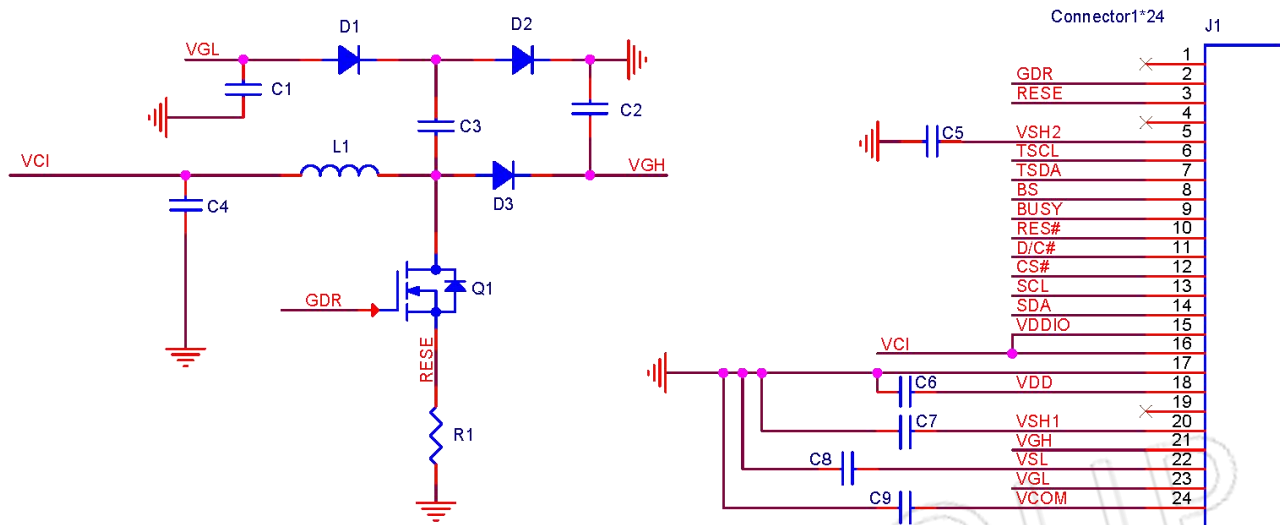 Connector1*24
J1
D1
D2
VGL
C1
C2
C3
L1
VCI
VGH
D3
C4
Q1
GDR
RESE
R1
1
GDR 2
RESE 3
4
C5 VSH2 5
TSCL 6
TSDA 7
BS 8
BUSY 9
RES# 10
D/C# 11
CS# 12
SCL 13
SDA 14
VDDIO 15
VCI 16
17
C6 VDD 18
19
C7 VSH1 20
VGH 21
C8 VSL 22
VGL 23
C9 VCOM 24